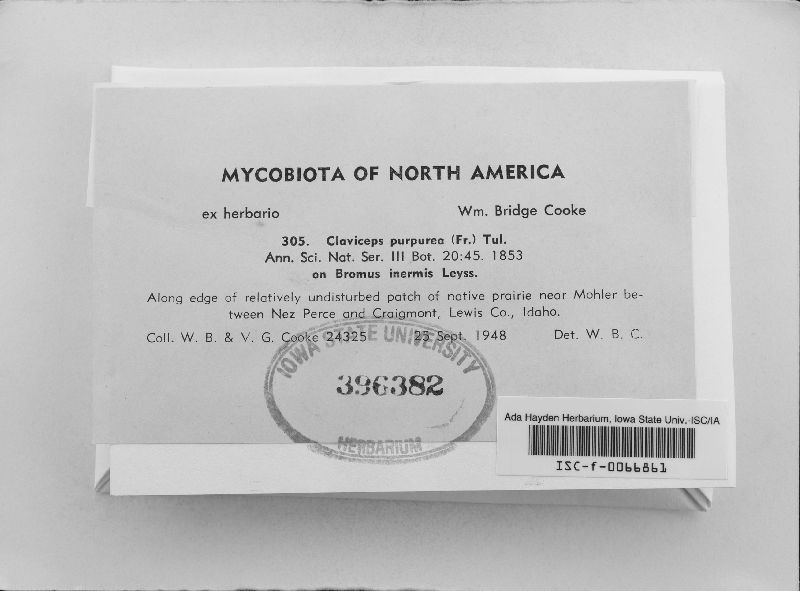 MYCOBIOTA OF NORTH AMERICA
ex herbario Wm. Bridge Cooke
305. Claviceps purpurea (Fr.) Tul.
Ann. Sci. Nat. Ser. III Bot. 20:45. 1853
on Bromus inermis Leyss.
Along edge of relatively undisturbed patch of native prairie near Mohler be-
tween Nez Perce and Craigmont, Lewis Co., Idaho.
Coll. W. B. & V. G. Cooke 24325 25 Sept. 1948 Det. W. B. C.
IOWA STATE UNIVERSITY
396382
HERBARIUM
Ada Hayden Herbarium, Iowa State Univ.-ISC/IA
ISC-f-0066861